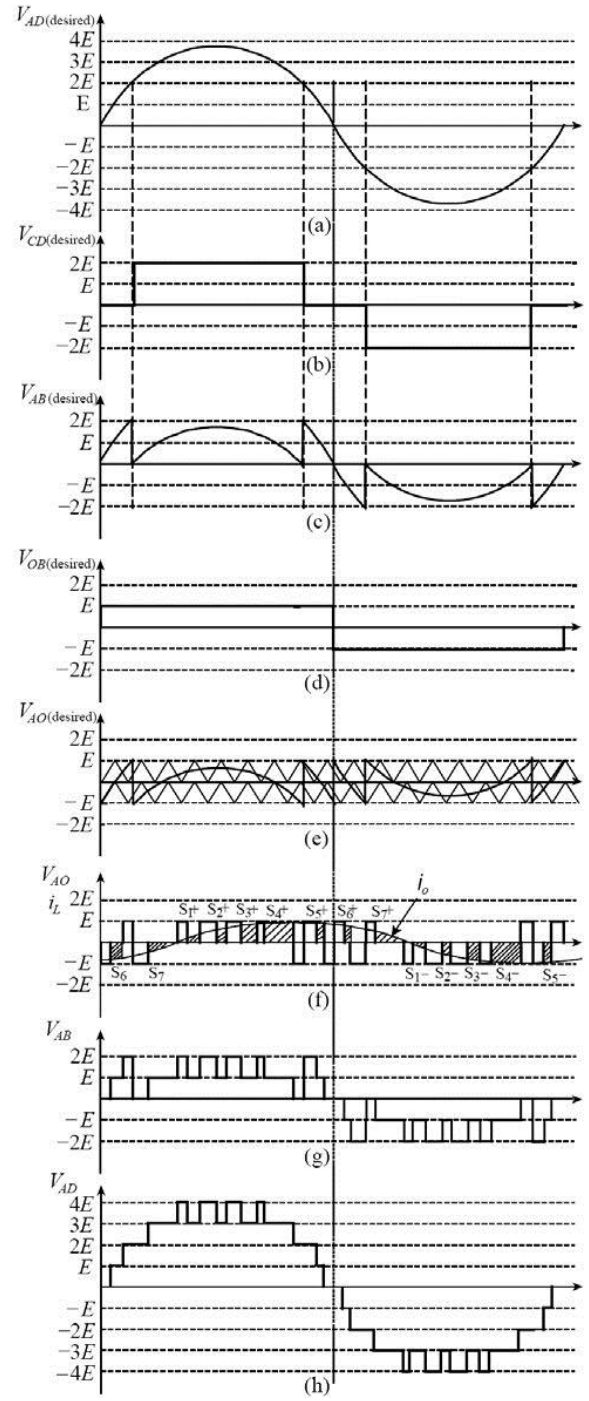 V_AD(desired)
4E
3E
2E
E
−E
−2E
−3E
−4E
(a)
V_CD(desired)
2E
E
−E
−2E
(b)
V_AB(desired)
2E
E
−E
−2E
(c)
V_OB(desired)
2E
E
−E
−2E
(d)
V_AO(desired)
2E
E
−E
−2E
(e)
V_AO
i_L
2E
E
−E
−2E
S1+ S2+ S3+ S4+ S5+ S6+ S7+ i_o
S6 S7 S1− S2− S3− S4− S5−
(f)
V_AB
2E
E
−E
−2E
(g)
V_AD
4E
3E
2E
E
−E
−2E
−3E
−4E
(h)